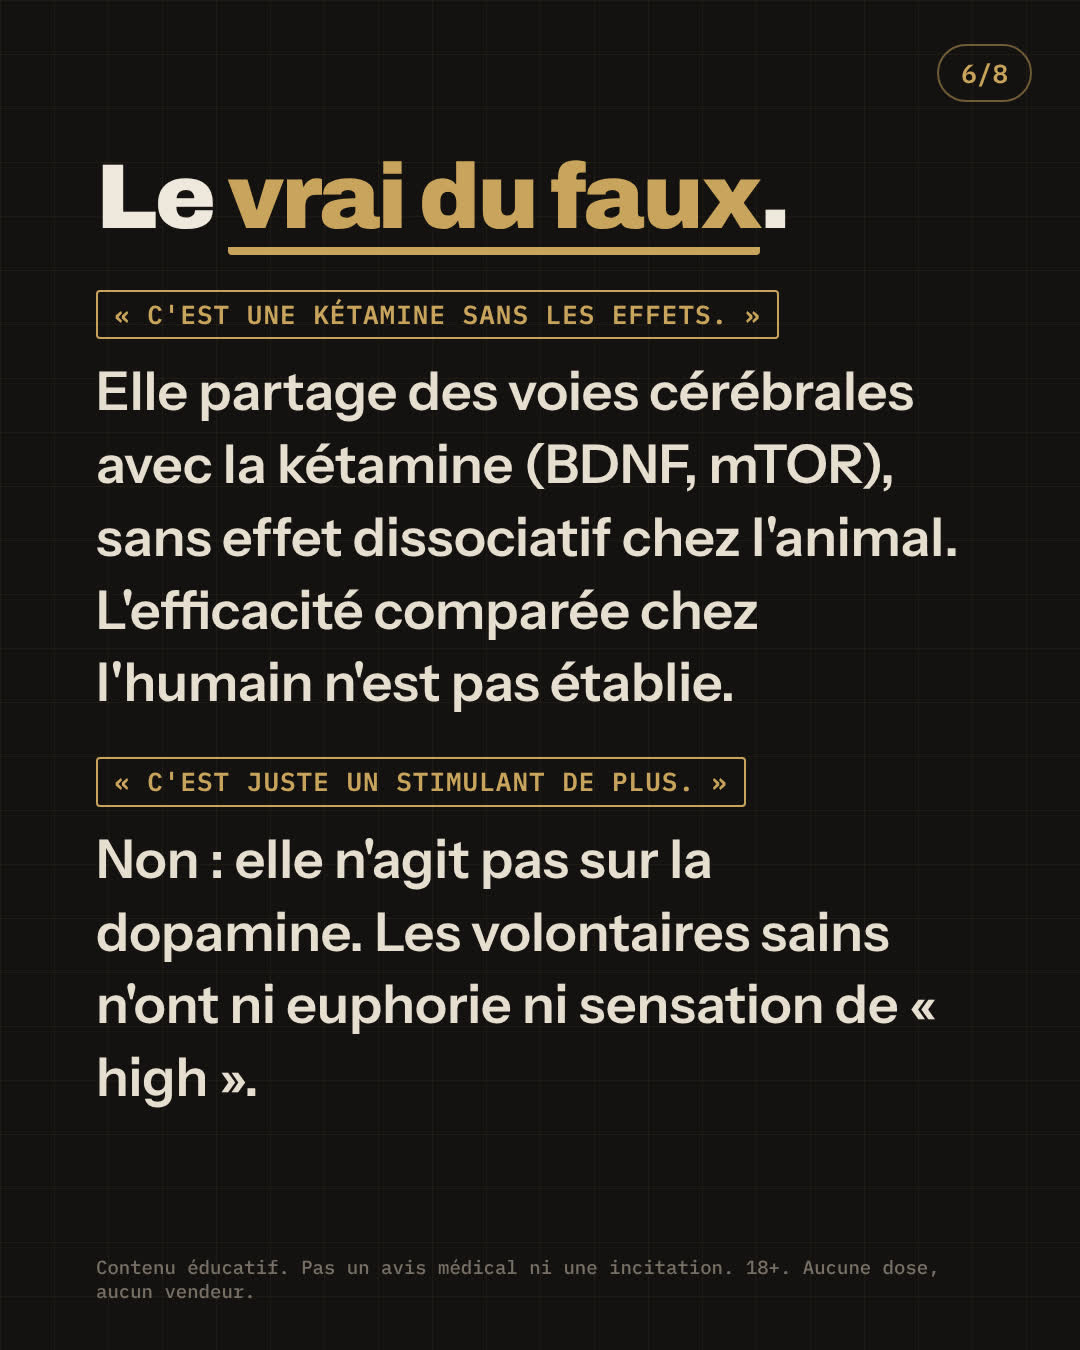 6/8
Le vrai du faux.
« C'EST UNE KÉTAMINE SANS LES EFFETS. »
Elle partage des voies cérébrales
avec la kétamine (BDNF, mTOR),
sans effet dissociatif chez l'animal.
L'efficacité comparée chez
l'humain n'est pas établie.
« C'EST JUSTE UN STIMULANT DE PLUS. »
Non : elle n'agit pas sur la
dopamine. Les volontaires sains
n'ont ni euphorie ni sensation de «
high ».
Contenu éducatif. Pas un avis médical ni une incitation. 18+. Aucune dose,
aucun vendeur.